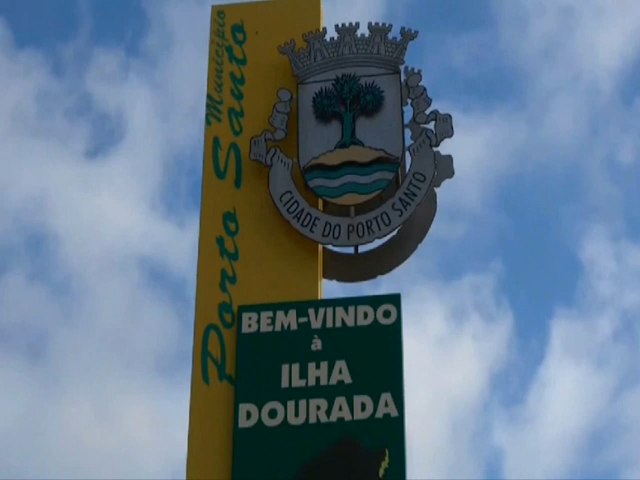 Município
Porto Santo
CIDADE DO PORTO SANTO
BEM-VINDO
à
ILHA
DOURADA